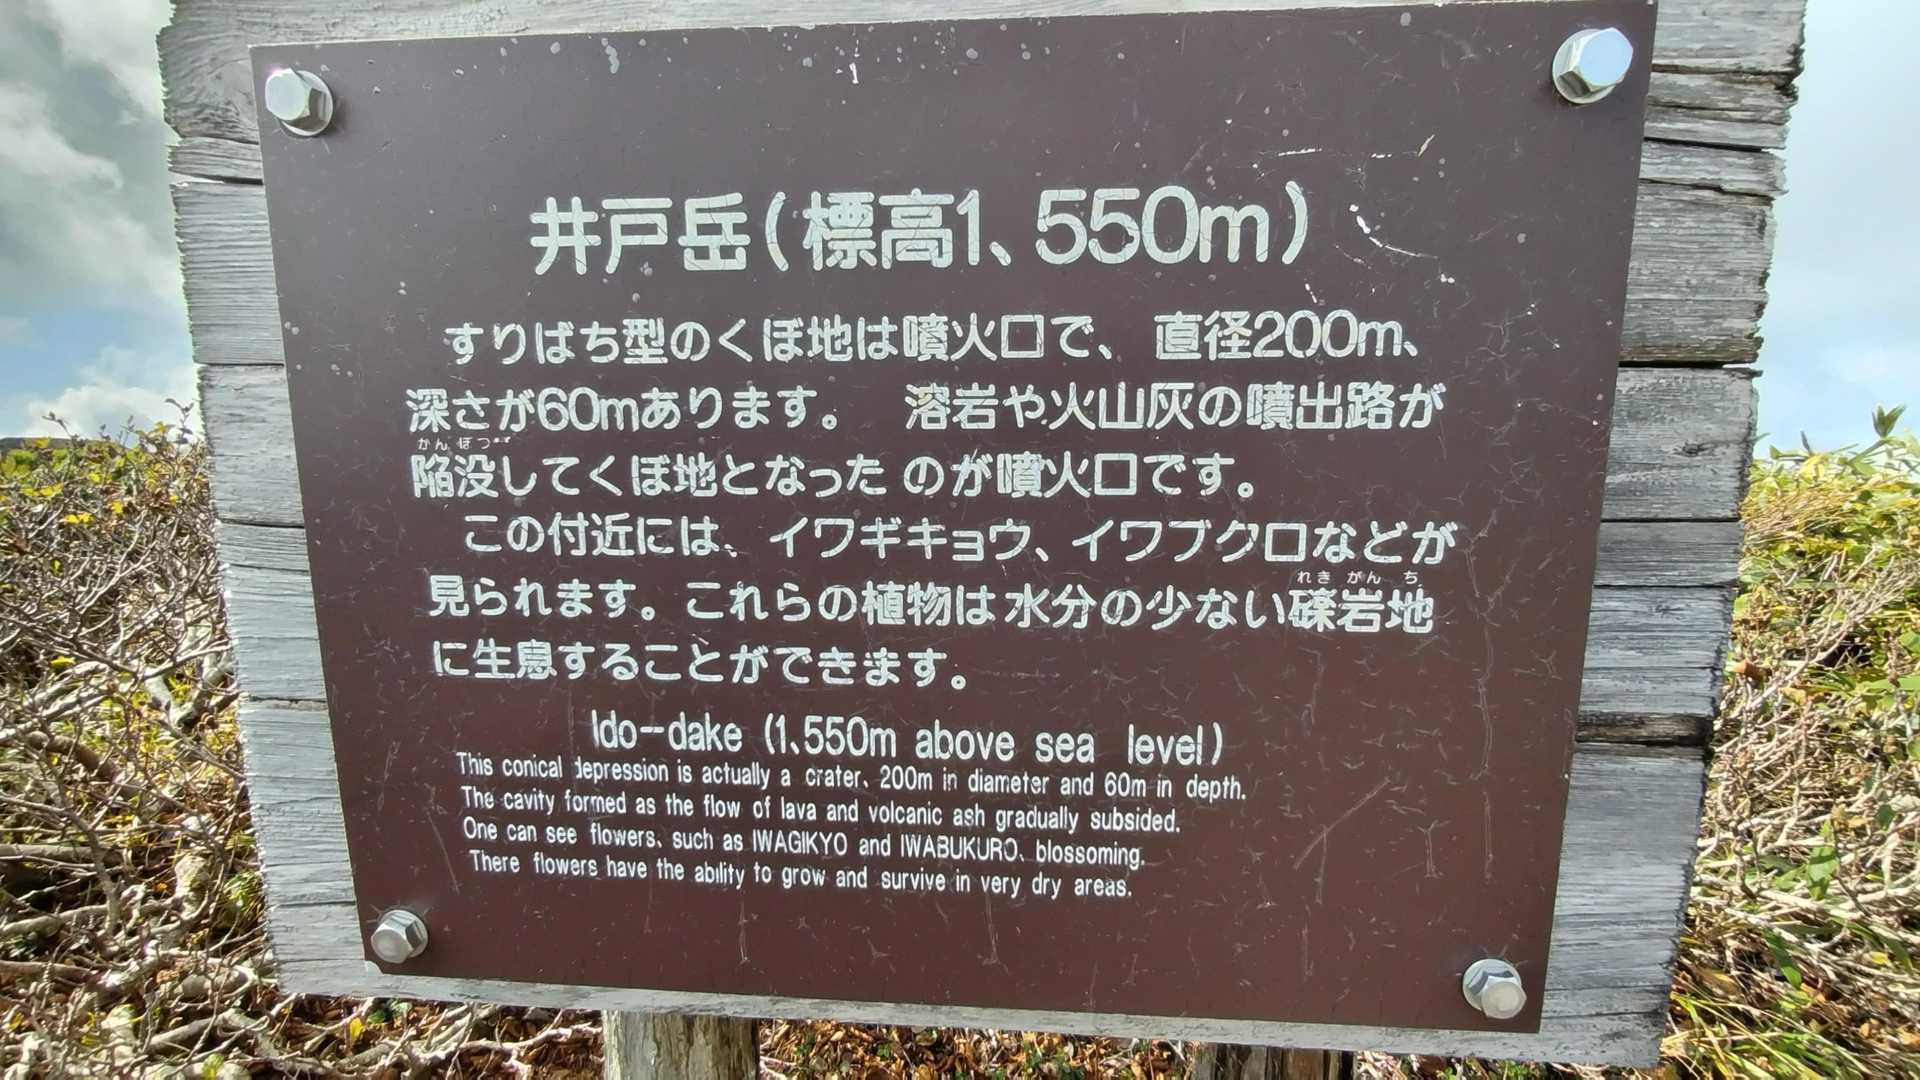 井戸岳(標高1、550m)
すりばち型のくぼ地は噴火口で、直径200m、
深さが60mあります。 溶岩や火山灰の噴出路が
かんぼつ
陥没してくぼ地となったのが噴火口です。
この付近には、イワギキョウ、イワブクロなどが
れきがんち
見られます。これらの植物は水分の少ない礫岩地
に生息することができます。
Ido-dake (1、550m above sea level)
This conical depression is actually a crater、200m in diameter and 60m in depth.
The cavity formed as the flow of lava and volcanic ash gradually subsided.
One can see flowers、such as IWAGIKYO and IWABUKURO、blossoming.
There flowers have the ability to grow and survive in very dry areas.